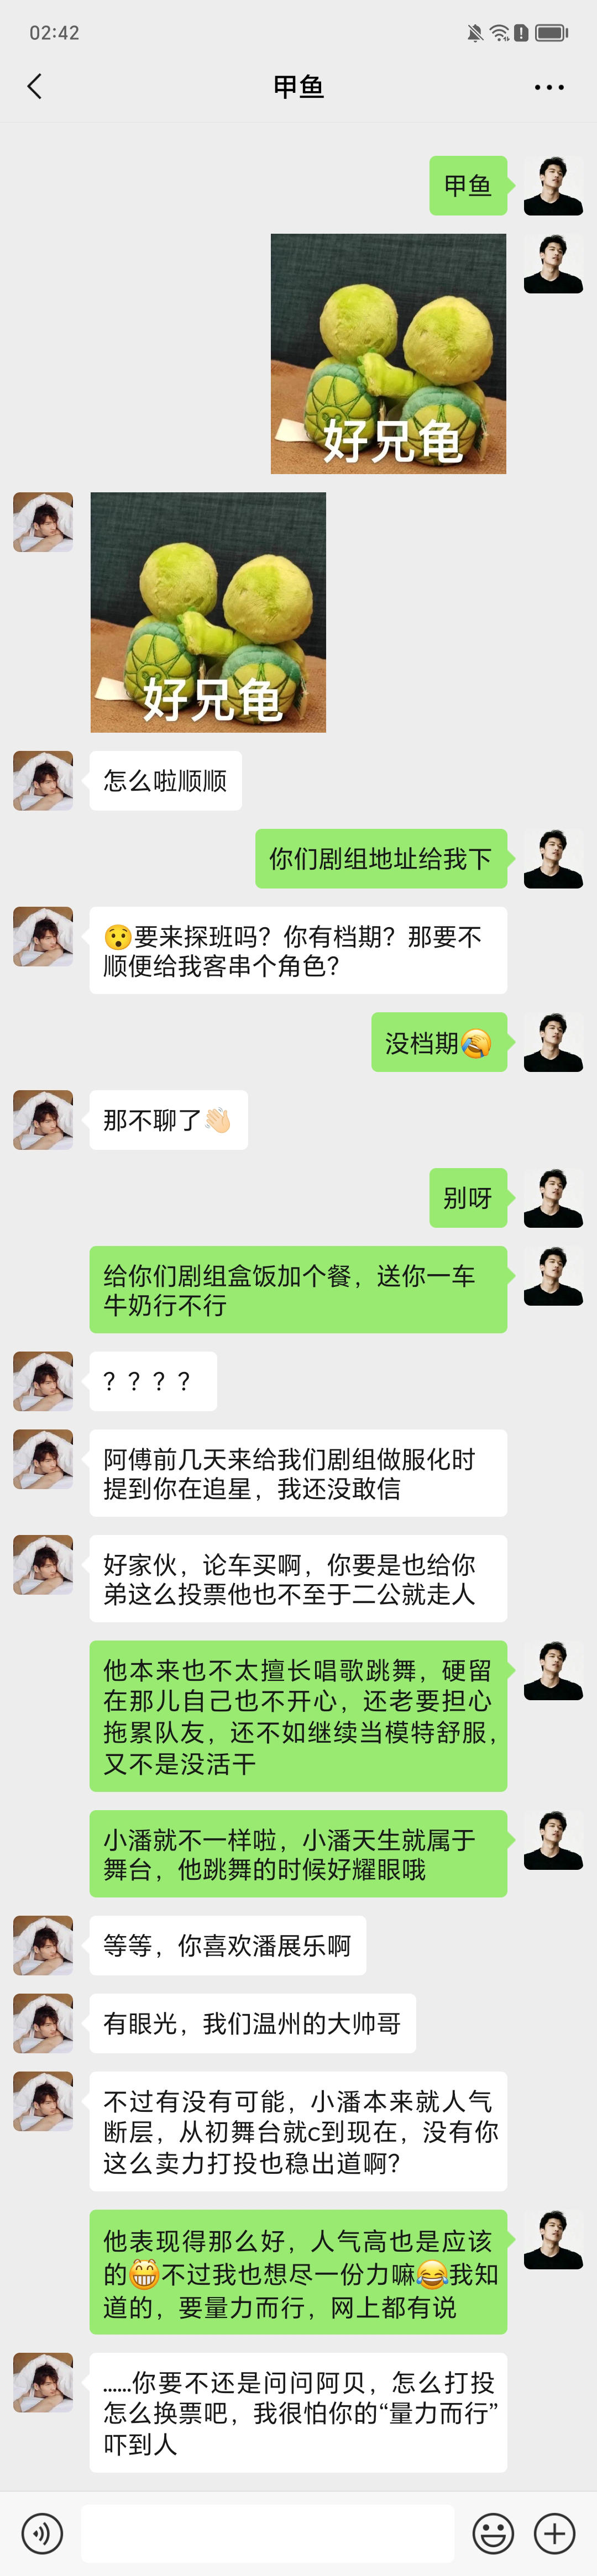 02:42
甲鱼
甲鱼
好兄龟
好兄龟
怎么啦顺顺
你们剧组地址给我下
😯要来探班吗？你有档期？那要不
顺便给我客串个角色？
没档期🤣
那不聊了👋🏻
别呀
给你们剧组盒饭加个餐，送你一车
牛奶行不行
？？？？
阿傅前几天来给我们剧组做服化时
提到你在追星，我还没敢信
好家伙，论车买啊，你要是也给你
弟这么投票他也不至于二公就走人
他本来也不太擅长唱歌跳舞，硬留
在那儿自己也不开心，还老要担心
拖累队友，还不如继续当模特舒服，
又不是没活干
小潘就不一样啦，小潘天生就属于
舞台，他跳舞的时候好耀眼哦
等等，你喜欢潘展乐啊
有眼光，我们温州的大帅哥
不过有没有可能，小潘本来就人气
断层，从初舞台就c到现在，没有你
这么卖力打投也稳出道啊？
他表现得那么好，人气高也是应该
的😁不过我也想尽一份力嘛😂我知
道的，要量力而行，网上都有说
......你要不还是问问阿贝，怎么打投
怎么换票吧，我很怕你的“量力而行”
吓到人